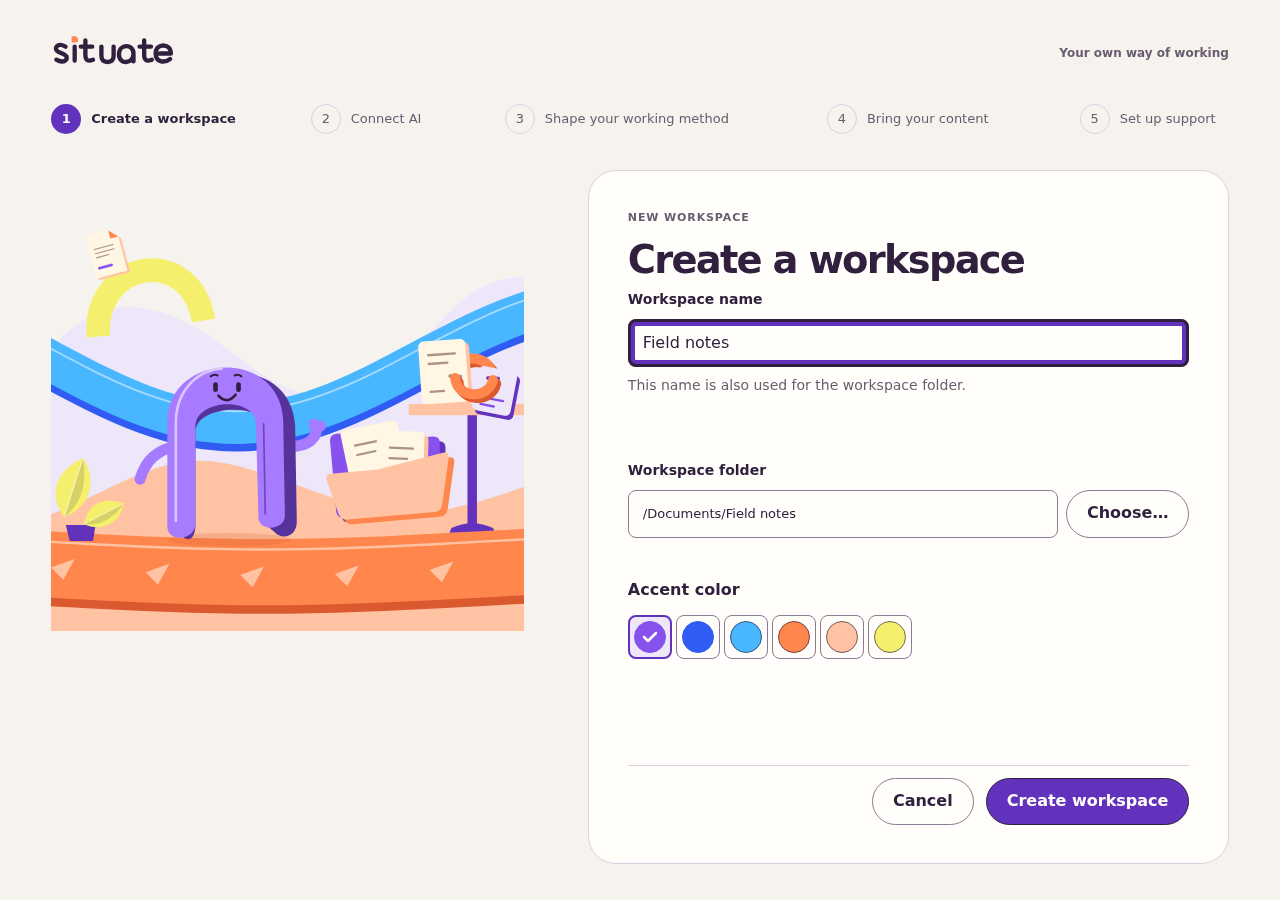 situate
Your own way of working
1 Create a workspace
2 Connect AI
3 Shape your working method
4 Bring your content
5 Set up support
NEW WORKSPACE
Create a workspace
Workspace name
Field notes
This name is also used for the workspace folder.
Workspace folder
/Documents/Field notes
Choose…
Accent color
Cancel
Create workspace